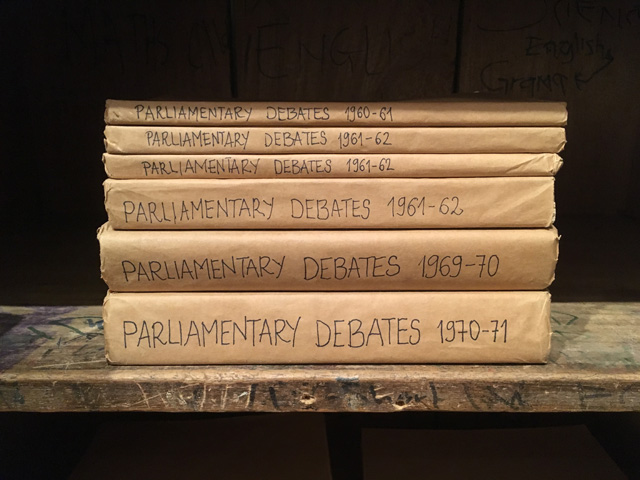 English
Gramar
PARLIAMENTARY DEBATES 1960-61
PARLIAMENTARY DEBATES 1961-62
PARLIAMENTARY DEBATES 1961-62
PARLIAMENTARY DEBATES 1961-62
PARLIAMENTARY DEBATES 1969-70
PARLIAMENTARY DEBATES 1970-71